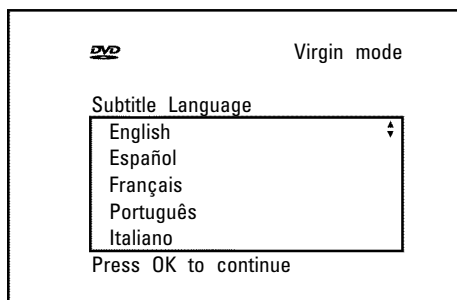 DVD Virgin mode
Subtitle Language
English
Español
Français
Português
Italiano
Press OK to continue